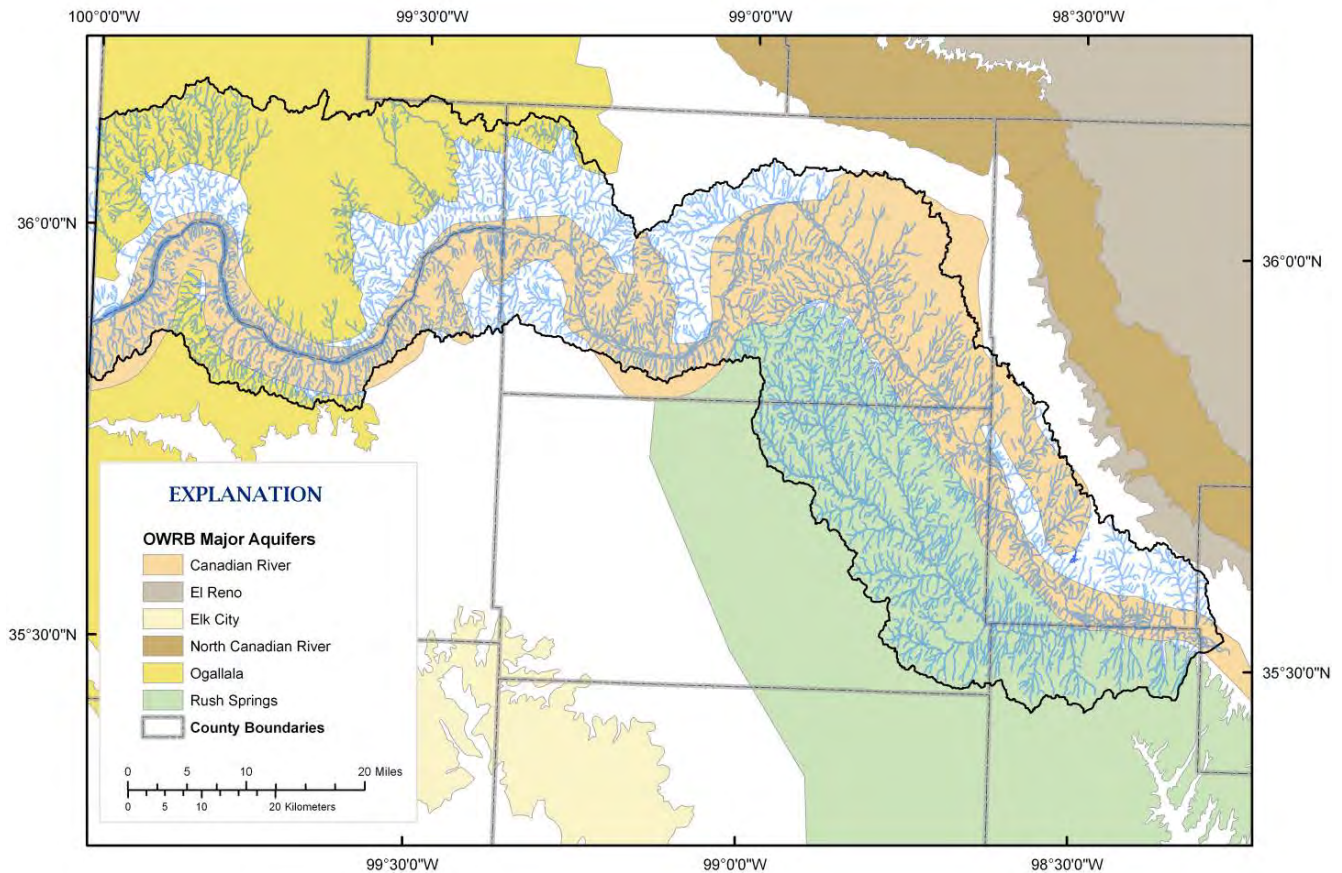 100°0'0"W 99°30'0"W 99°0'0"W 98°30'0"W
36°0'0"N
36°0'0"N
EXPLANATION
OWRB Major Aquifers
Canadian River
El Reno
Elk City
North Canadian River
Ogallala
Rush Springs
County Boundaries
0 5 10 20 Miles
0 5 10 20 Kilometers
35°30'0"N
35°30'0"N
99°30'0"W 99°0'0"W 98°30'0"W